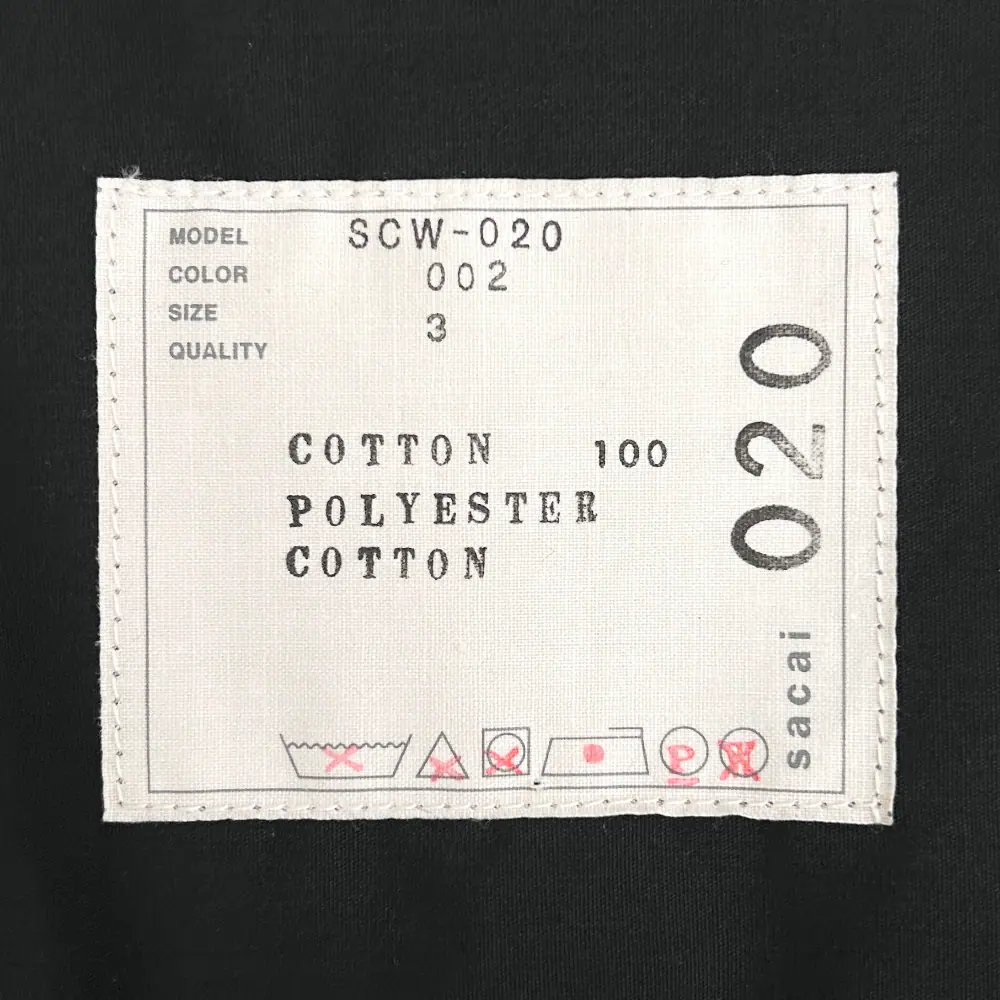 MODEL SCW-020
COLOR 002
SIZE 3
QUALITY
COTTON 100
POLYESTER
COTTON
P
W
sacai 020